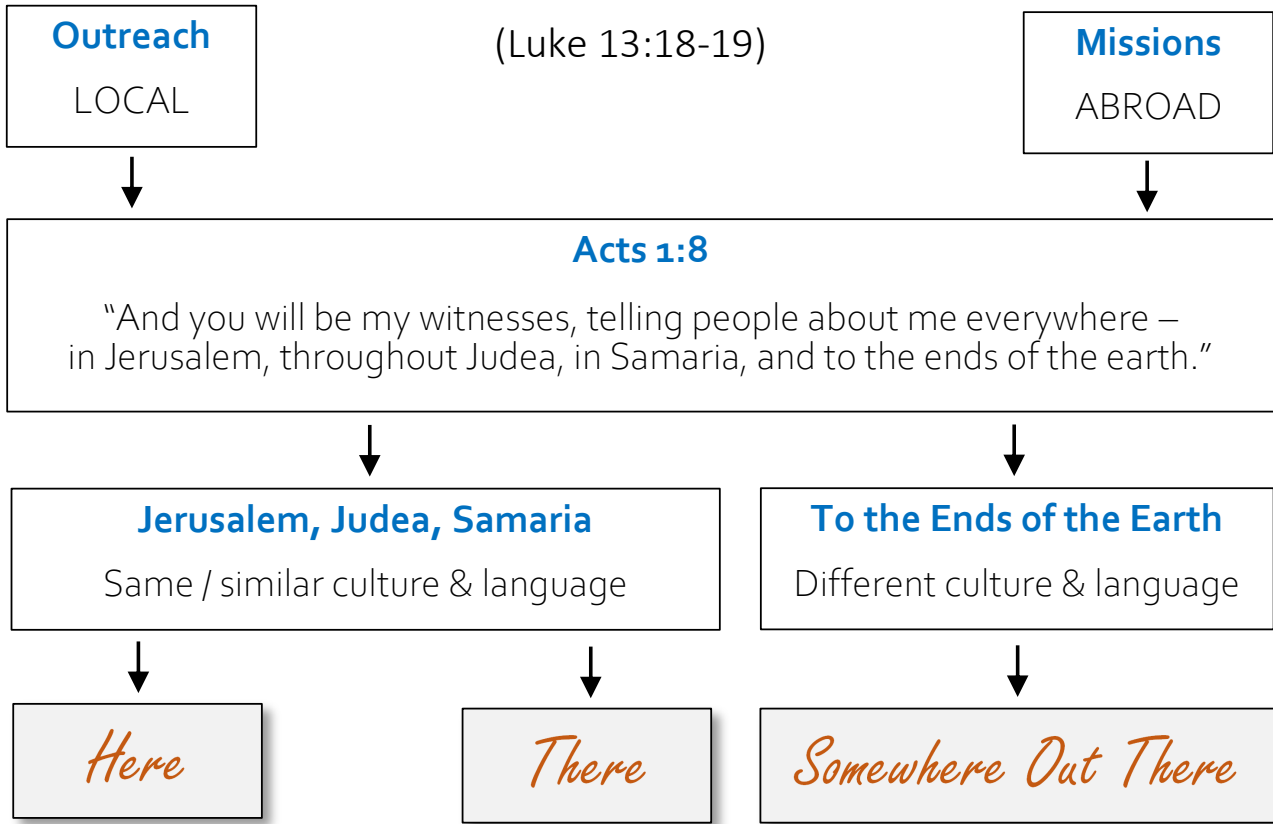 Outreach
LOCAL
(Luke 13:18-19)
Missions
ABROAD
Acts 1:8
“And you will be my witnesses, telling people about me everywhere –
in Jerusalem, throughout Judea, in Samaria, and to the ends of the earth.”
Jerusalem, Judea, Samaria
Same / similar culture & language
To the Ends of the Earth
Different culture & language
Here
There
Somewhere Out There